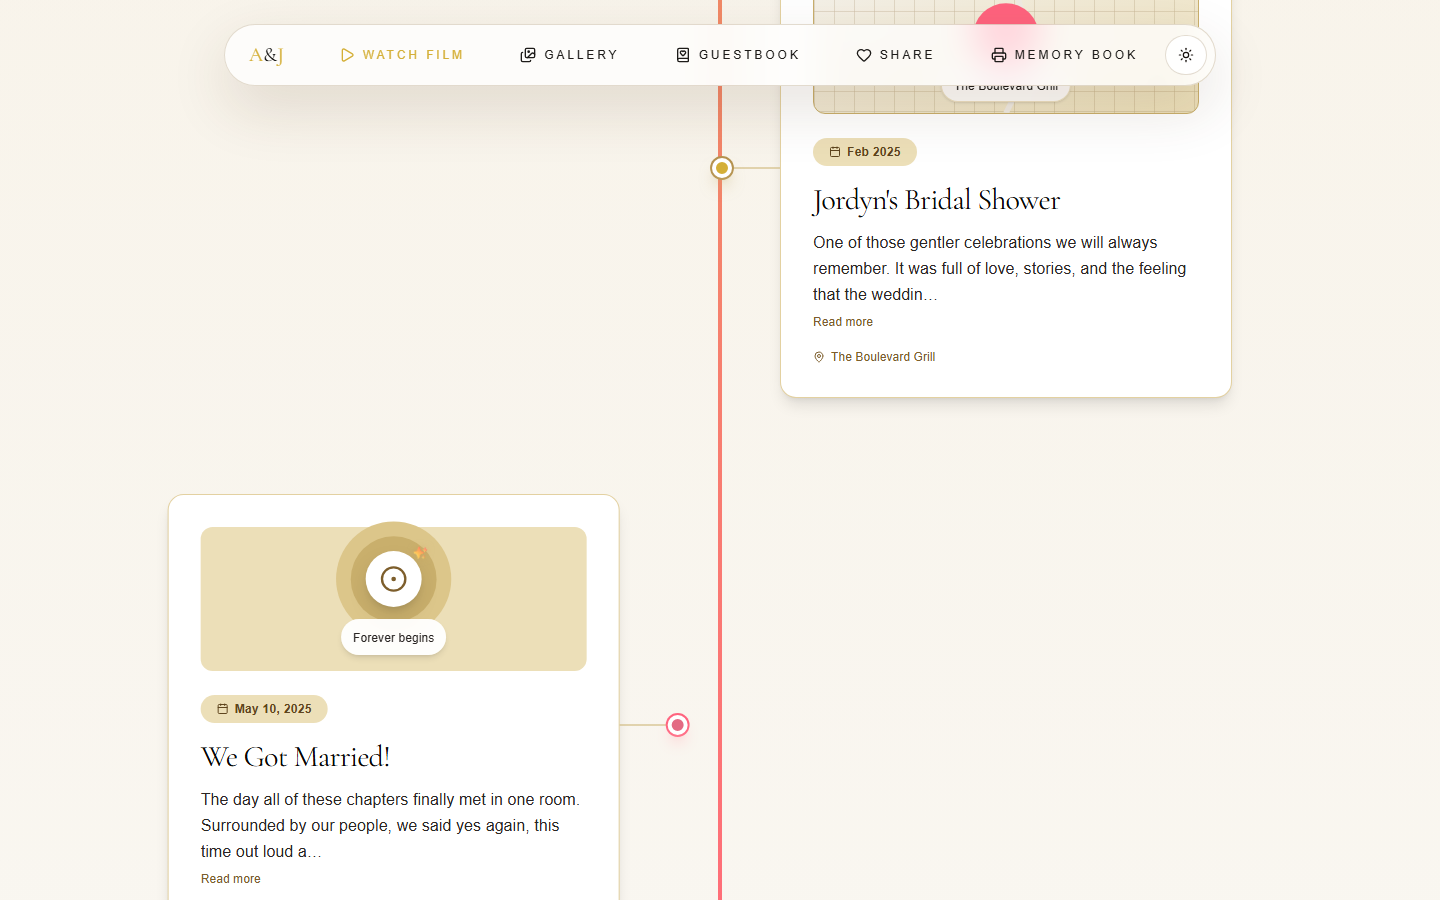 A&J
WATCH FILM
GALLERY
GUESTBOOK
SHARE
MEMORY BOOK
The Boulevard Grill
Feb 2025
Jordyn's Bridal Shower
One of those gentler celebrations we will always
remember. It was full of love, stories, and the feeling
that the weddin…
Read more
The Boulevard Grill
Forever begins
May 10, 2025
We Got Married!
The day all of these chapters finally met in one room.
Surrounded by our people, we said yes again, this
time out loud a…
Read more